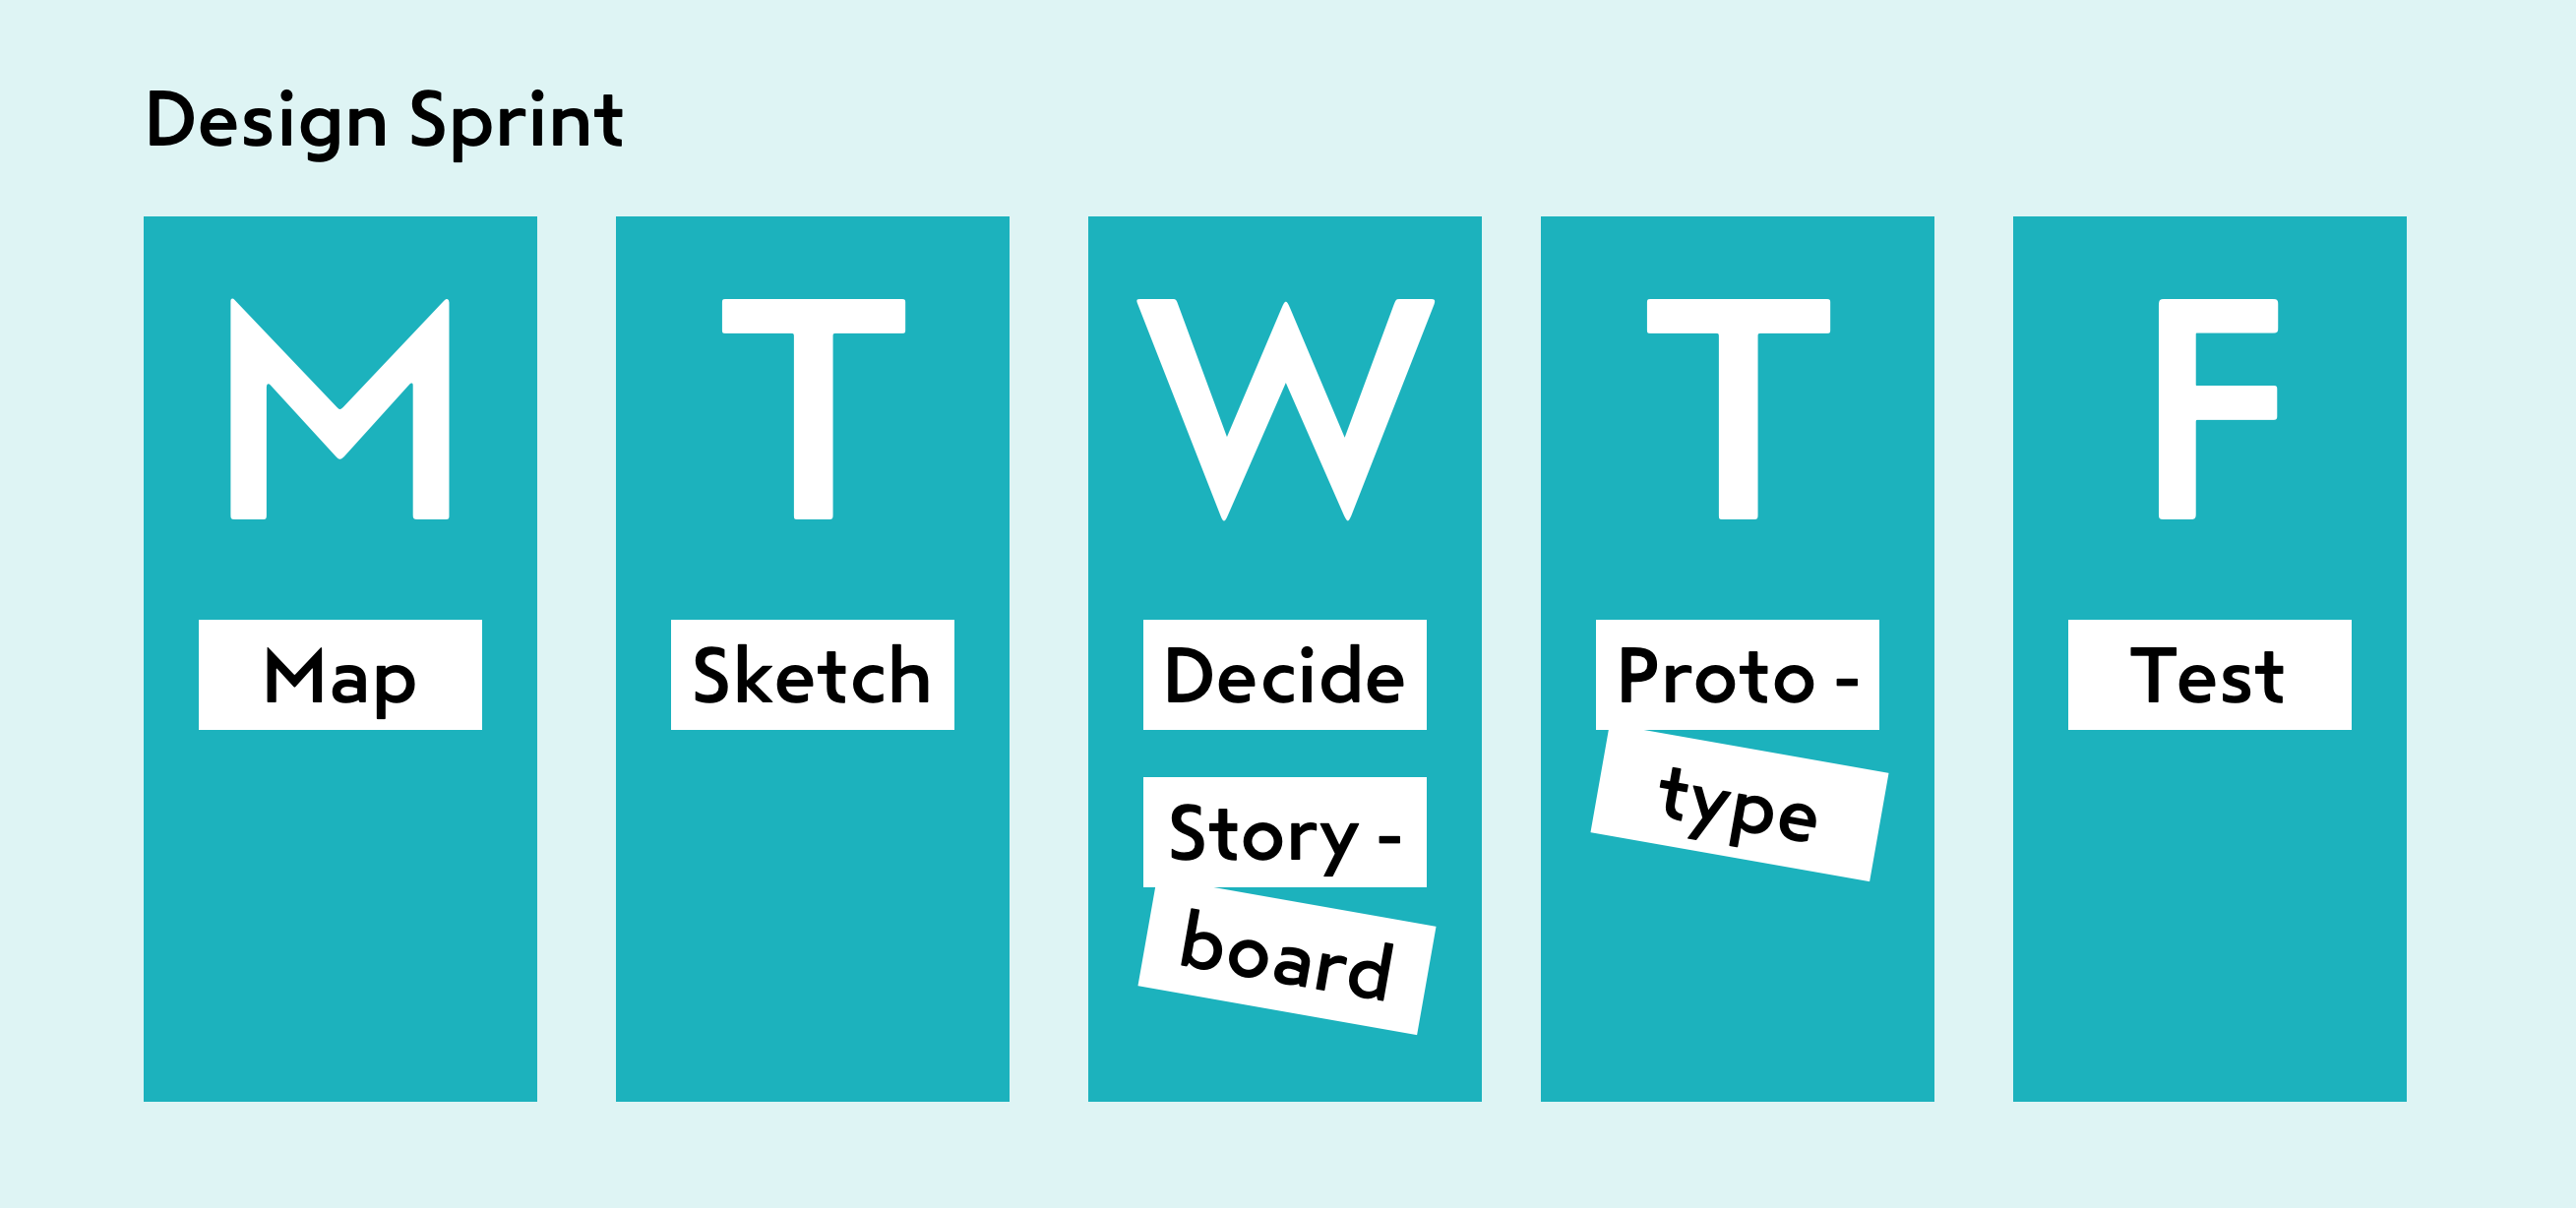 Design Sprint
M
Map
T
Sketch
W
Decide
Story -
board
T
Proto -
type
F
Test